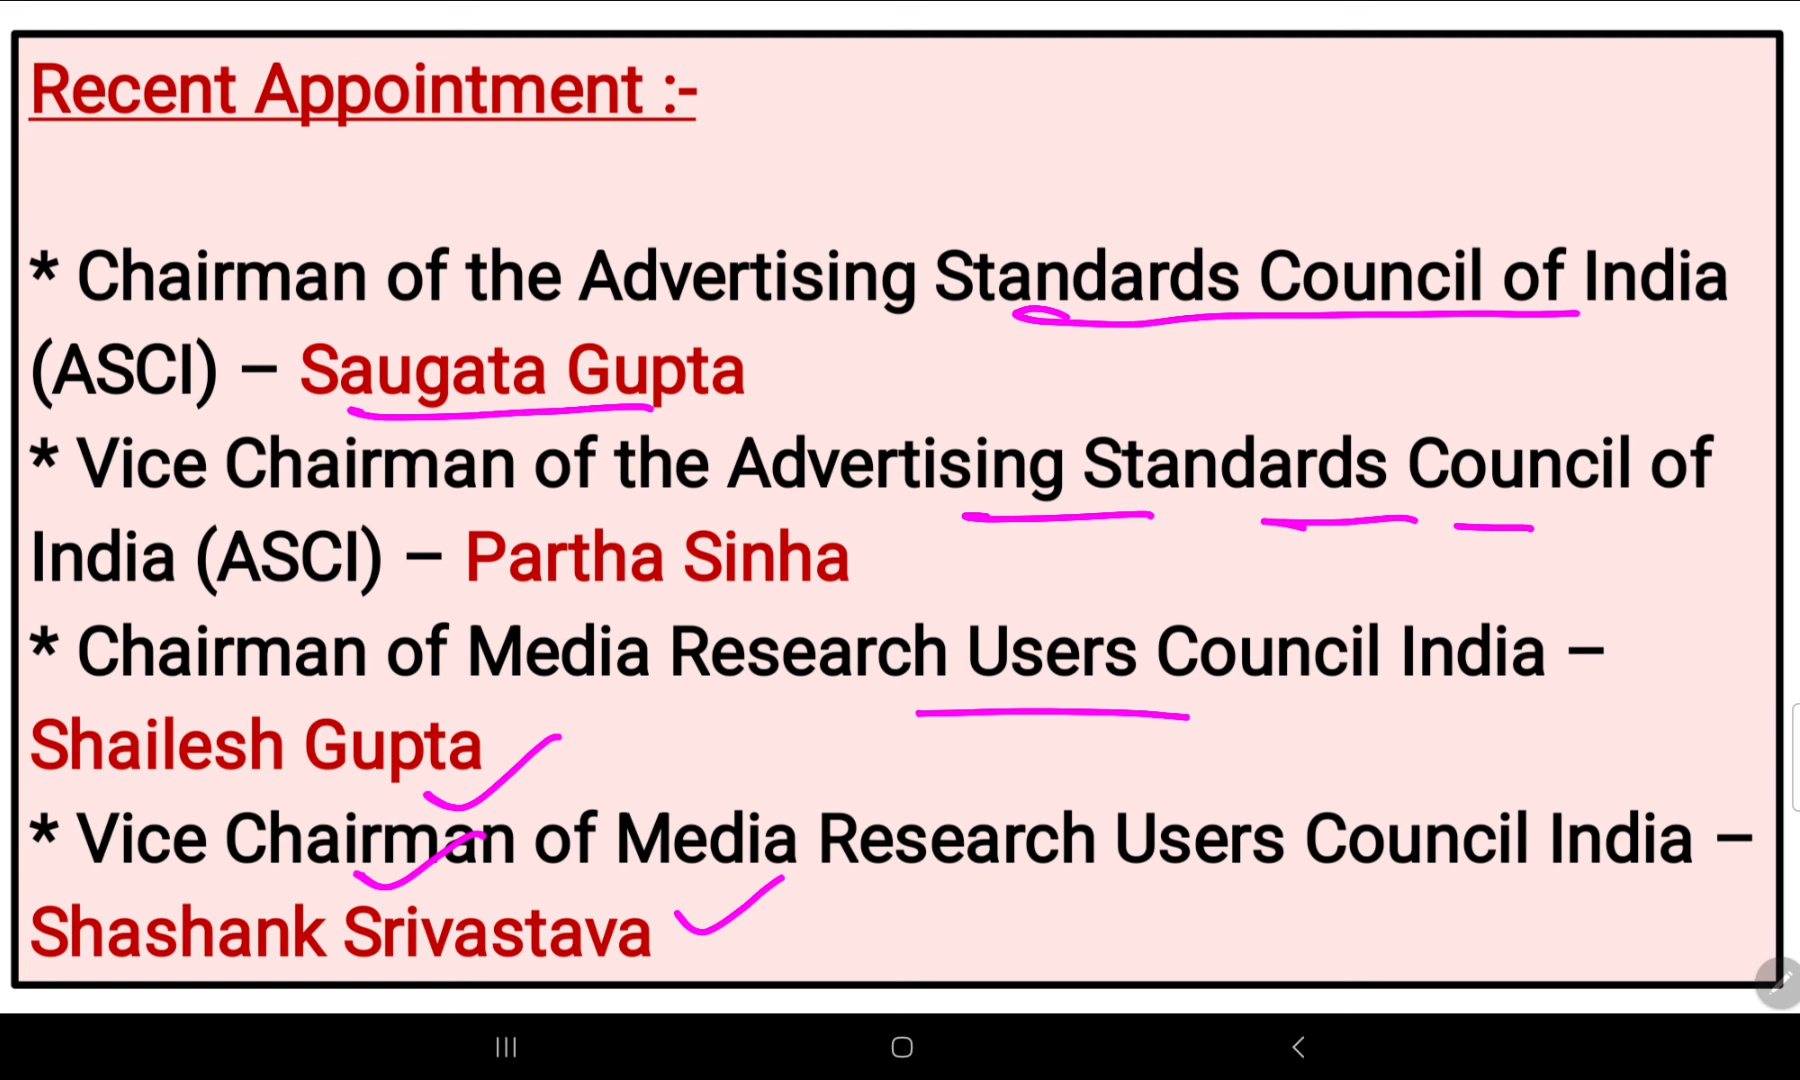 Recent Appointment :-
* Chairman of the Advertising Standards Council of India
(ASCI) – Saugata Gupta
* Vice Chairman of the Advertising Standards Council of
India (ASCI) – Partha Sinha
* Chairman of Media Research Users Council India –
Shailesh Gupta
* Vice Chairman of Media Research Users Council India –
Shashank Srivastava